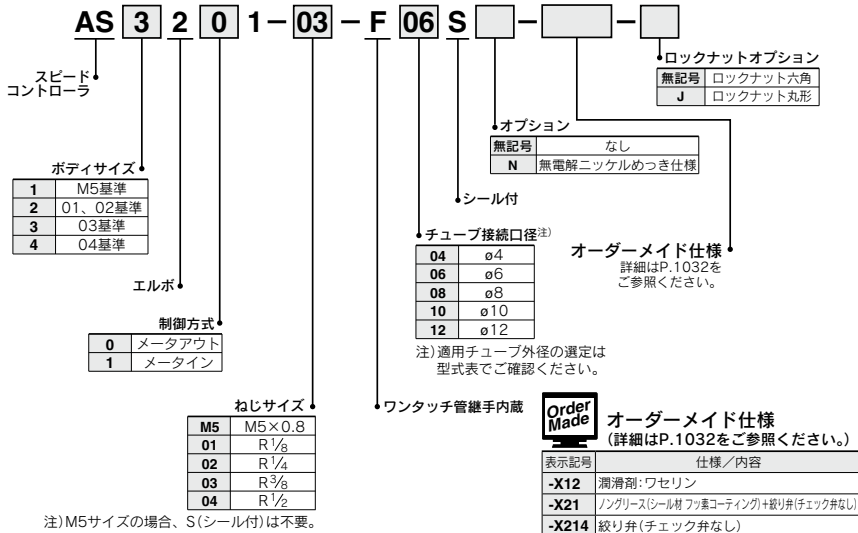 AS 3 2 0 1－03－F 06 S － －
スピード
コントローラ
ボディサイズ
1 M5基準
2 01、02基準
3 03基準
4 04基準
エルボ
制御方式
0 メータアウト
1 メータイン
ねじサイズ
M5 M5×0.8
01 R1/8
02 R1/4
03 R3/8
04 R1/2
注)M5サイズの場合、S(シール付)は不要。
ワンタッチ管継手内蔵
チューブ接続口径注)
04 ø4
06 ø6
08 ø8
10 ø10
12 ø12
注)適用チューブ外径の選定は
型式表でご確認ください。
シール付
オプション
無記号 なし
N 無電解ニッケルめっき仕様
ロックナットオプション
無記号 ロックナット六角
J ロックナット丸形
オーダーメイド仕様
詳細はP.1032を
ご参照ください。
Order
Made
オーダーメイド仕様
(詳細はP.1032をご参照ください。)
表示記号 仕様／内容
-X12 潤滑剤：ワセリン
-X21 ノングリース(シール材 フッ素コーティング)+絞り弁(チェック弁なし)
-X214 絞り弁(チェック弁なし)